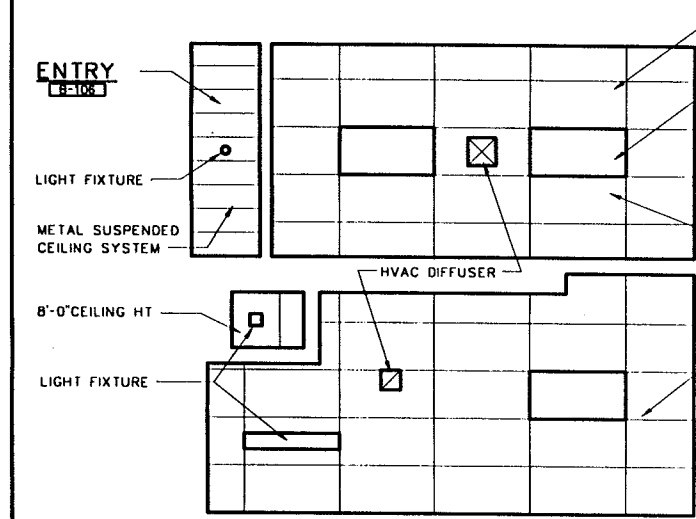 ENTRY
B-106
LIGHT FIXTURE
METAL SUSPENDED
CEILING SYSTEM
HVAC DIFFUSER
8'-0" CEILING HT
LIGHT FIXTURE